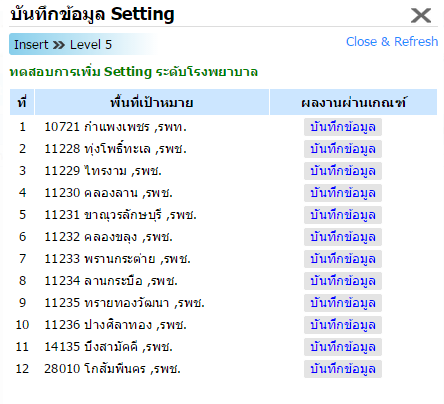 บันทึกข้อมูล Setting
Insert >> Level 5 Close & Refresh
ทดสอบการเพิ่ม Setting ระดับโรงพยาบาล
ที่ พื้นที่เป้าหมาย ผลงานผ่านเกณฑ์
1 10721 กำแพงเพชร ,รพท. บันทึกข้อมูล
2 11228 ทุ่งโพธิ์ทะเล ,รพช. บันทึกข้อมูล
3 11229 ไทรงาม ,รพช. บันทึกข้อมูล
4 11230 คลองลาน ,รพช. บันทึกข้อมูล
5 11231 ขาณุวรลักษบุรี ,รพช. บันทึกข้อมูล
6 11232 คลองขลุง ,รพช. บันทึกข้อมูล
7 11233 พรานกระต่าย ,รพช. บันทึกข้อมูล
8 11234 ลานกระบือ ,รพช. บันทึกข้อมูล
9 11235 ทรายทองวัฒนา ,รพช. บันทึกข้อมูล
10 11236 ปางศิลาทอง ,รพช. บันทึกข้อมูล
11 14135 บึงสามัคคี ,รพช. บันทึกข้อมูล
12 28010 โกสัมพีนคร ,รพช. บันทึกข้อมูล